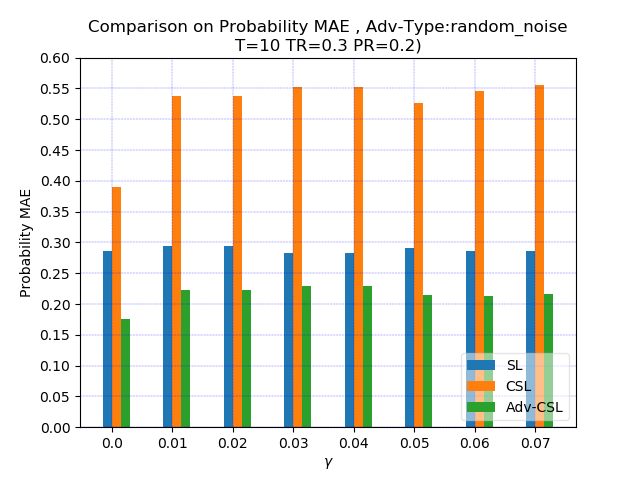 Comparison on Probability MAE , Adv-Type:random_noise
T=10 TR=0.3 PR=0.2)
0.60
0.55
0.50
0.45
0.40
0.35
0.30
0.25
0.20
0.15
0.10
0.05
0.00
Probability MAE
SL
CSL
Adv-CSL
0.0 0.01 0.02 0.03 0.04 0.05 0.06 0.07
γ